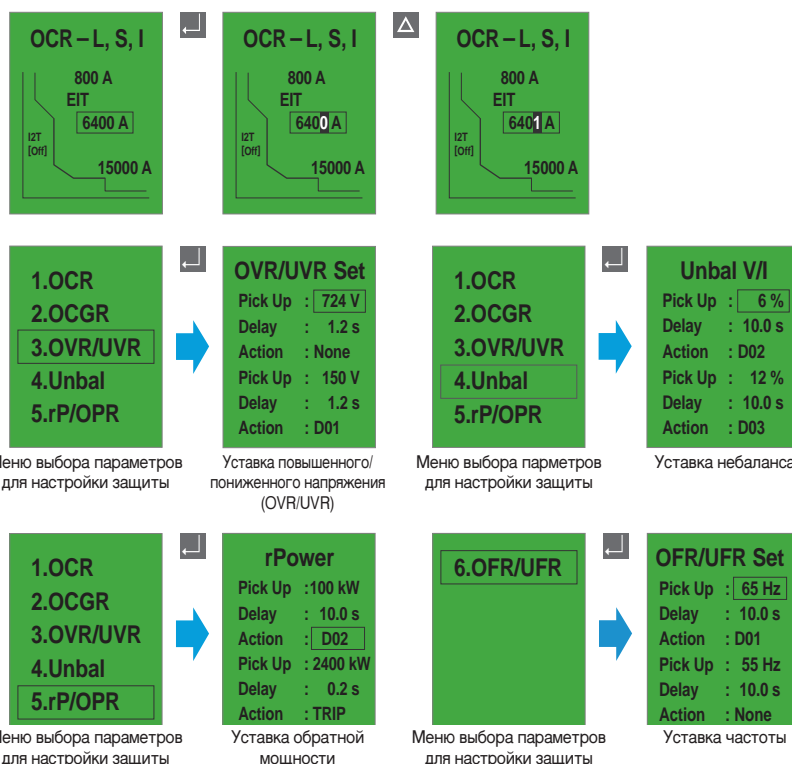 OCR – L, S, I
800 A
EIT
6400 A
I2T
[Off]
15000 A
OCR – L, S, I
800 A
EIT
6400 A
I2T
[Off]
15000 A
OCR – L, S, I
800 A
EIT
6401 A
I2T
[Off]
15000 A
1.OCR
2.OCGR
3.OVR/UVR
4.Unbal
5.rP/OPR
OVR/UVR Set
Pick Up : 724 V
Delay : 1.2 s
Action : None
Pick Up : 150 V
Delay : 1.2 s
Action : D01
1.OCR
2.OCGR
3.OVR/UVR
4.Unbal
5.rP/OPR
Unbal V/I
Pick Up : 6 %
Delay : 10.0 s
Action : D02
Pick Up : 12 %
Delay : 10.0 s
Action : D03
Меню выбора параметров
для настройки защиты
Уставка повышенного/
пониженного напряжения
(OVR/UVR)
Меню выбора парметров
для настройки защиты
Уставка небаланса
1.OCR
2.OCGR
3.OVR/UVR
4.Unbal
5.rP/OPR
rPower
Pick Up :100 kW
Delay : 10.0 s
Action : D02
Pick Up : 2400 kW
Delay : 0.2 s
Action : TRIP
6.OFR/UFR
OFR/UFR Set
Pick Up : 65 Hz
Delay : 10.0 s
Action : D01
Pick Up : 55 Hz
Delay : 10.0 s
Action : None
Меню выбора параметров
для настройки защиты
Уставка обратной
мощности
Меню выбора параметров
для настройки защиты
Уставка частоты